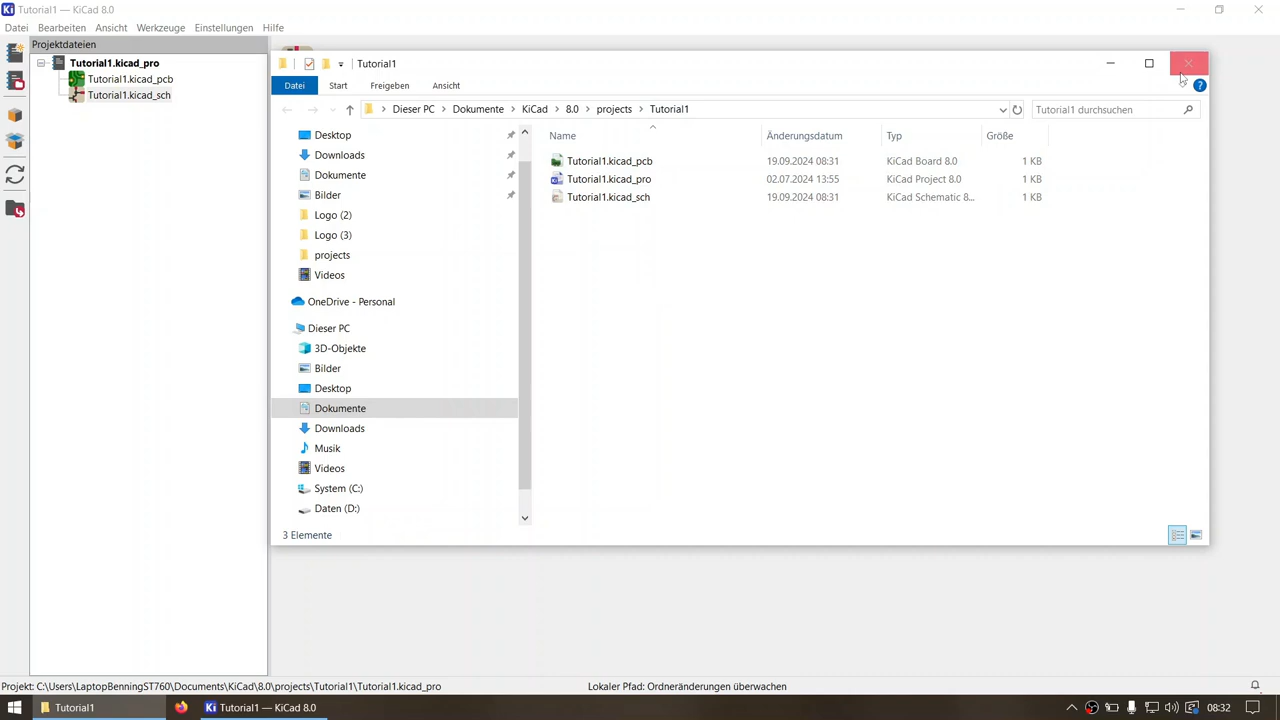 Tutorial1 — KiCad 8.0
Datei Bearbeiten Ansicht Werkzeuge Einstellungen Hilfe
Projektdateien
Tutorial1.kicad_pro
Tutorial1.kicad_pcb
Tutorial1.kicad_sch
Tutorial1
Datei Start Freigeben Ansicht
Dieser PC Dokumente KiCad 8.0 projects Tutorial1
Tutorial1 durchsuchen
Desktop
Downloads
Dokumente
Bilder
Logo (2)
Logo (3)
projects
Videos
OneDrive - Personal
Dieser PC
3D-Objekte
Bilder
Desktop
Dokumente
Downloads
Musik
Videos
System (C:)
Daten (D:)
Name Änderungsdatum Typ Größe
Tutorial1.kicad_pcb 19.09.2024 08:31 KiCad Board 8.0 1 KB
Tutorial1.kicad_pro 02.07.2024 13:55 KiCad Project 8.0 1 KB
Tutorial1.kicad_sch 19.09.2024 08:31 KiCad Schematic 8... 1 KB
3 Elemente
Projekt: C:\Users\LaptopBenningST760\Documents\KiCad\8.0\projects\Tutorial1\Tutorial1.kicad_pro
Lokaler Pfad: Ordneränderungen überwachen
Tutorial1
Tutorial1 — KiCad 8.0
08:32